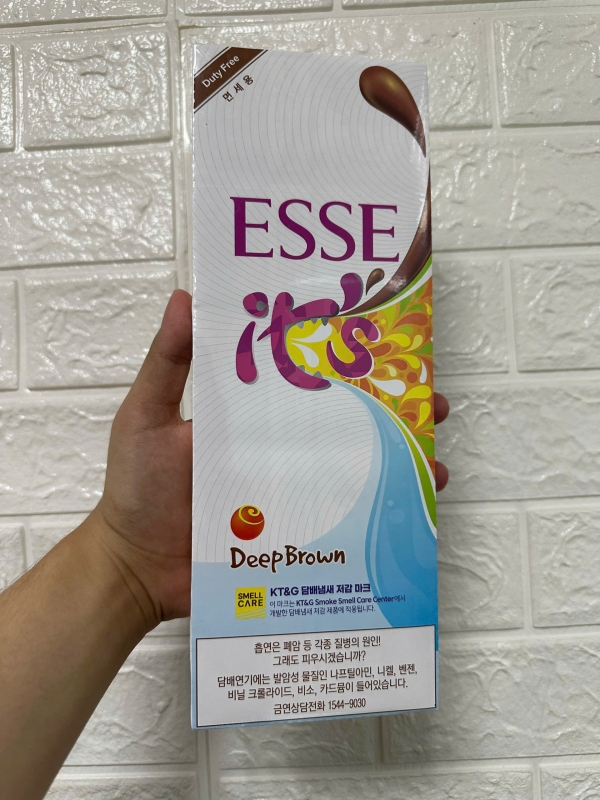 Duty Free
면 세 용
ESSE
it's
Deep Brown
SMELL
CARE
KT&G 담배냄새 저감 마크
이 마크는 KT&G Smoke Smell Care Center에서
개발한 담배냄새 저감 제품에 적용됩니다.
흡연은 폐암 등 각종 질병의 원인!
그래도 피우시겠습니까?
담배연기에는 발암성 물질인 나프틸아민, 니켈, 벤젠,
비닐 크롤라이드, 비소, 카드뮴이 들어있습니다.
금연상담전화 1544-9030